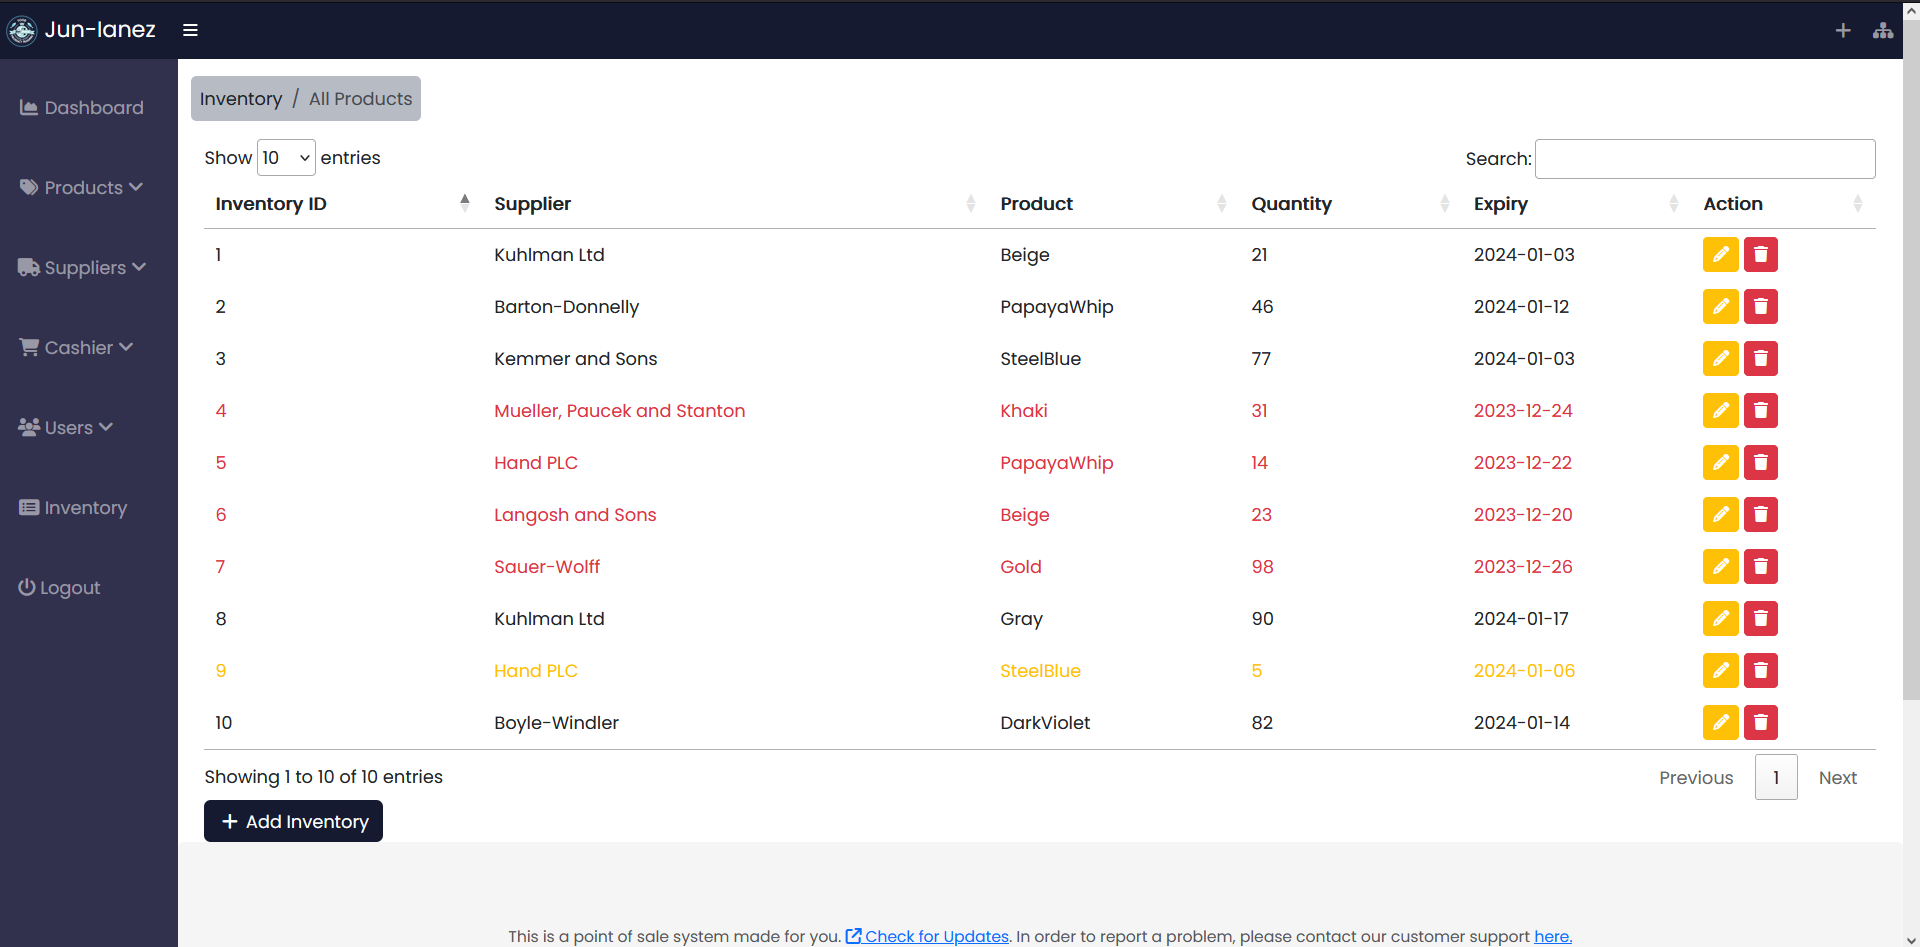 Jun-Ianez
Dashboard
Products
Suppliers
Cashier
Users
Inventory
Logout
Inventory / All Products
Show 10 entries
Search:
Inventory ID Supplier Product Quantity Expiry Action
1 Kuhlman Ltd Beige 21 2024-01-03
2 Barton-Donnelly PapayaWhip 46 2024-01-12
3 Kemmer and Sons SteelBlue 77 2024-01-03
4 Mueller, Paucek and Stanton Khaki 31 2023-12-24
5 Hand PLC PapayaWhip 14 2023-12-22
6 Langosh and Sons Beige 23 2023-12-20
7 Sauer-Wolff Gold 98 2023-12-26
8 Kuhlman Ltd Gray 90 2024-01-17
9 Hand PLC SteelBlue 5 2024-01-06
10 Boyle-Windler DarkViolet 82 2024-01-14
Showing 1 to 10 of 10 entries
Previous 1 Next
+ Add Inventory
This is a point of sale system made for you. Check for Updates. In order to report a problem, please contact our customer support here.